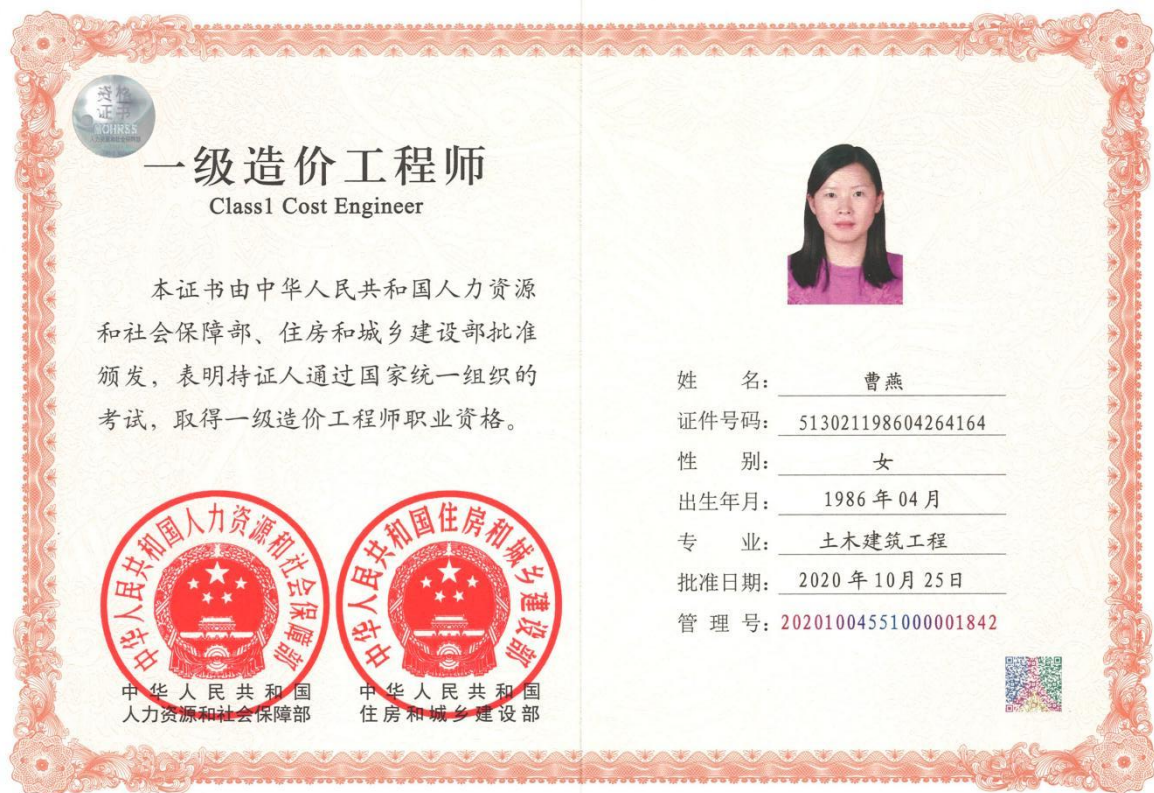 资格
证书
MOHRSS
一级造价工程师
Class1 Cost Engineer
本证书由中华人民共和国人力资源
和社会保障部、住房和城乡建设部批准
颁发，表明持证人通过国家统一组织的
考试，取得一级造价工程师职业资格。
中华人民共和国人力资源和社会保障部
中华人民共和国住房和城乡建设部
中华人民共和国
人力资源和社会保障部
中华人民共和国
住房和城乡建设部
姓 名： 曹燕
证件号码： 513021198604264164
性 别： 女
出生年月： 1986年04月
专 业： 土木建筑工程
批准日期： 2020年10月25日
管 理 号： 20201004551000001842